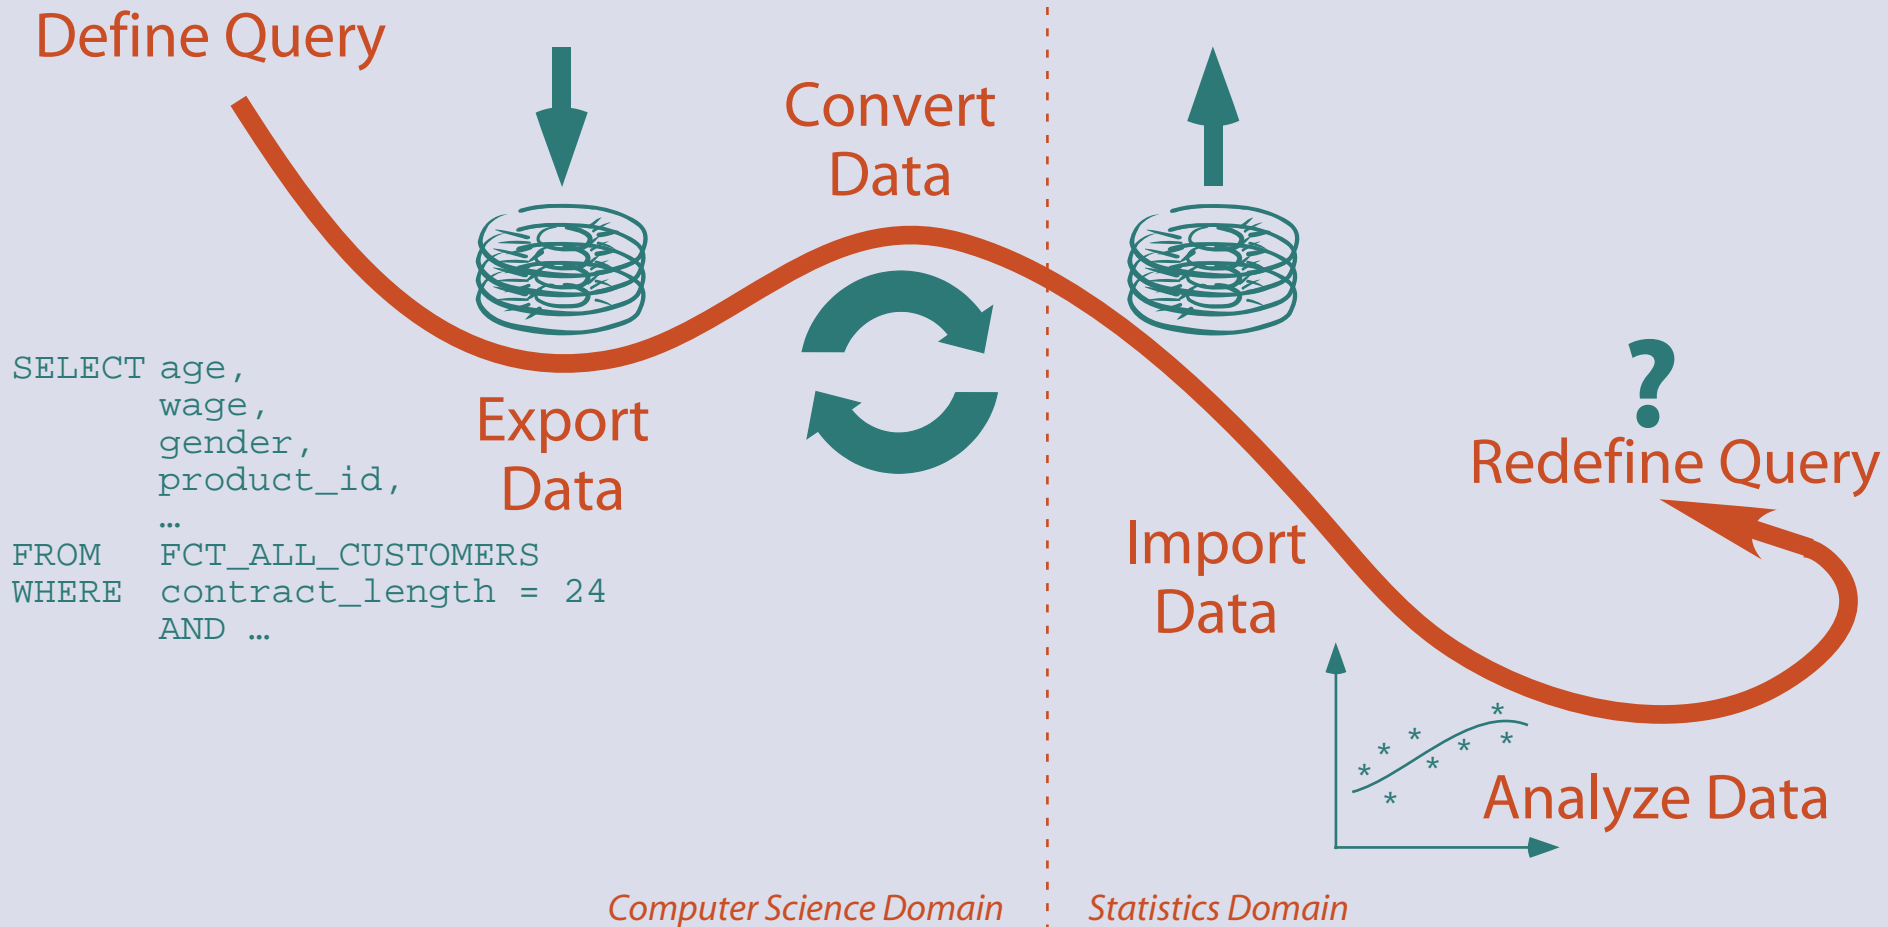 Define Query
Convert
Data
SELECT age,
wage,
gender,
product_id,
…
FROM FCT_ALL_CUSTOMERS
WHERE contract_length = 24
AND …
Export
Data
?
Redefine Query
Import
Data
* * * * * * * * *
Analyze Data
Computer Science Domain
Statistics Domain